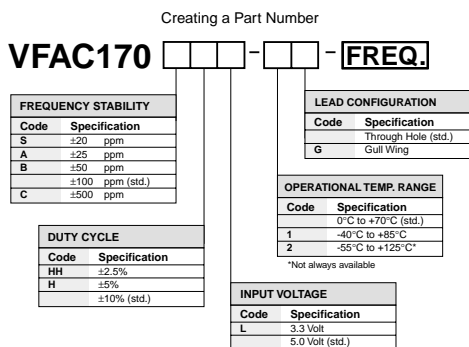 Creating a Part Number
VFAC170 - - FREQ.
FREQUENCY STABILITY
Code Specification
S ±20 ppm
A ±25 ppm
B ±50 ppm
±100 ppm (std.)
C ±500 ppm
LEAD CONFIGURATION
Code Specification
Through Hole (std.)
G Gull Wing
OPERATIONAL TEMP. RANGE
Code Specification
0°C to +70°C (std.)
1 -40°C to +85°C
2 -55°C to +125°C*
*Not always available
DUTY CYCLE
Code Specification
HH ±2.5%
H ±5%
±10% (std.)
INPUT VOLTAGE
Code Specification
L 3.3 Volt
5.0 Volt (std.)